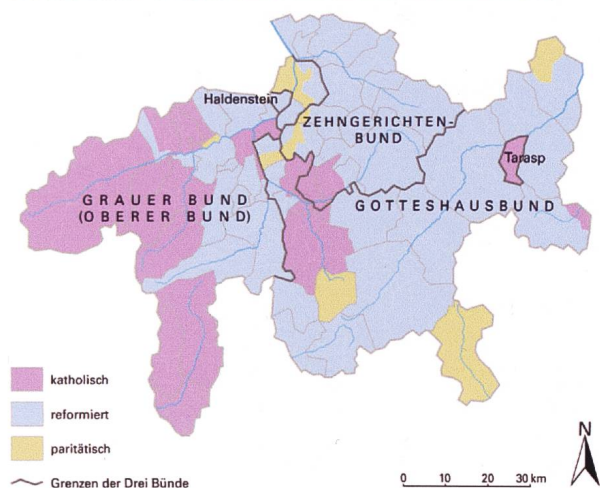 Haldenstein
ZEHNGERICHTEN-
BUND
Tarasp
GRAUER BUND
(OBERER BUND)
GOTTESHAUSBUND
katholisch
reformiert
paritätisch
Grenzen der Drei Bünde
N
0 10 20 30 km